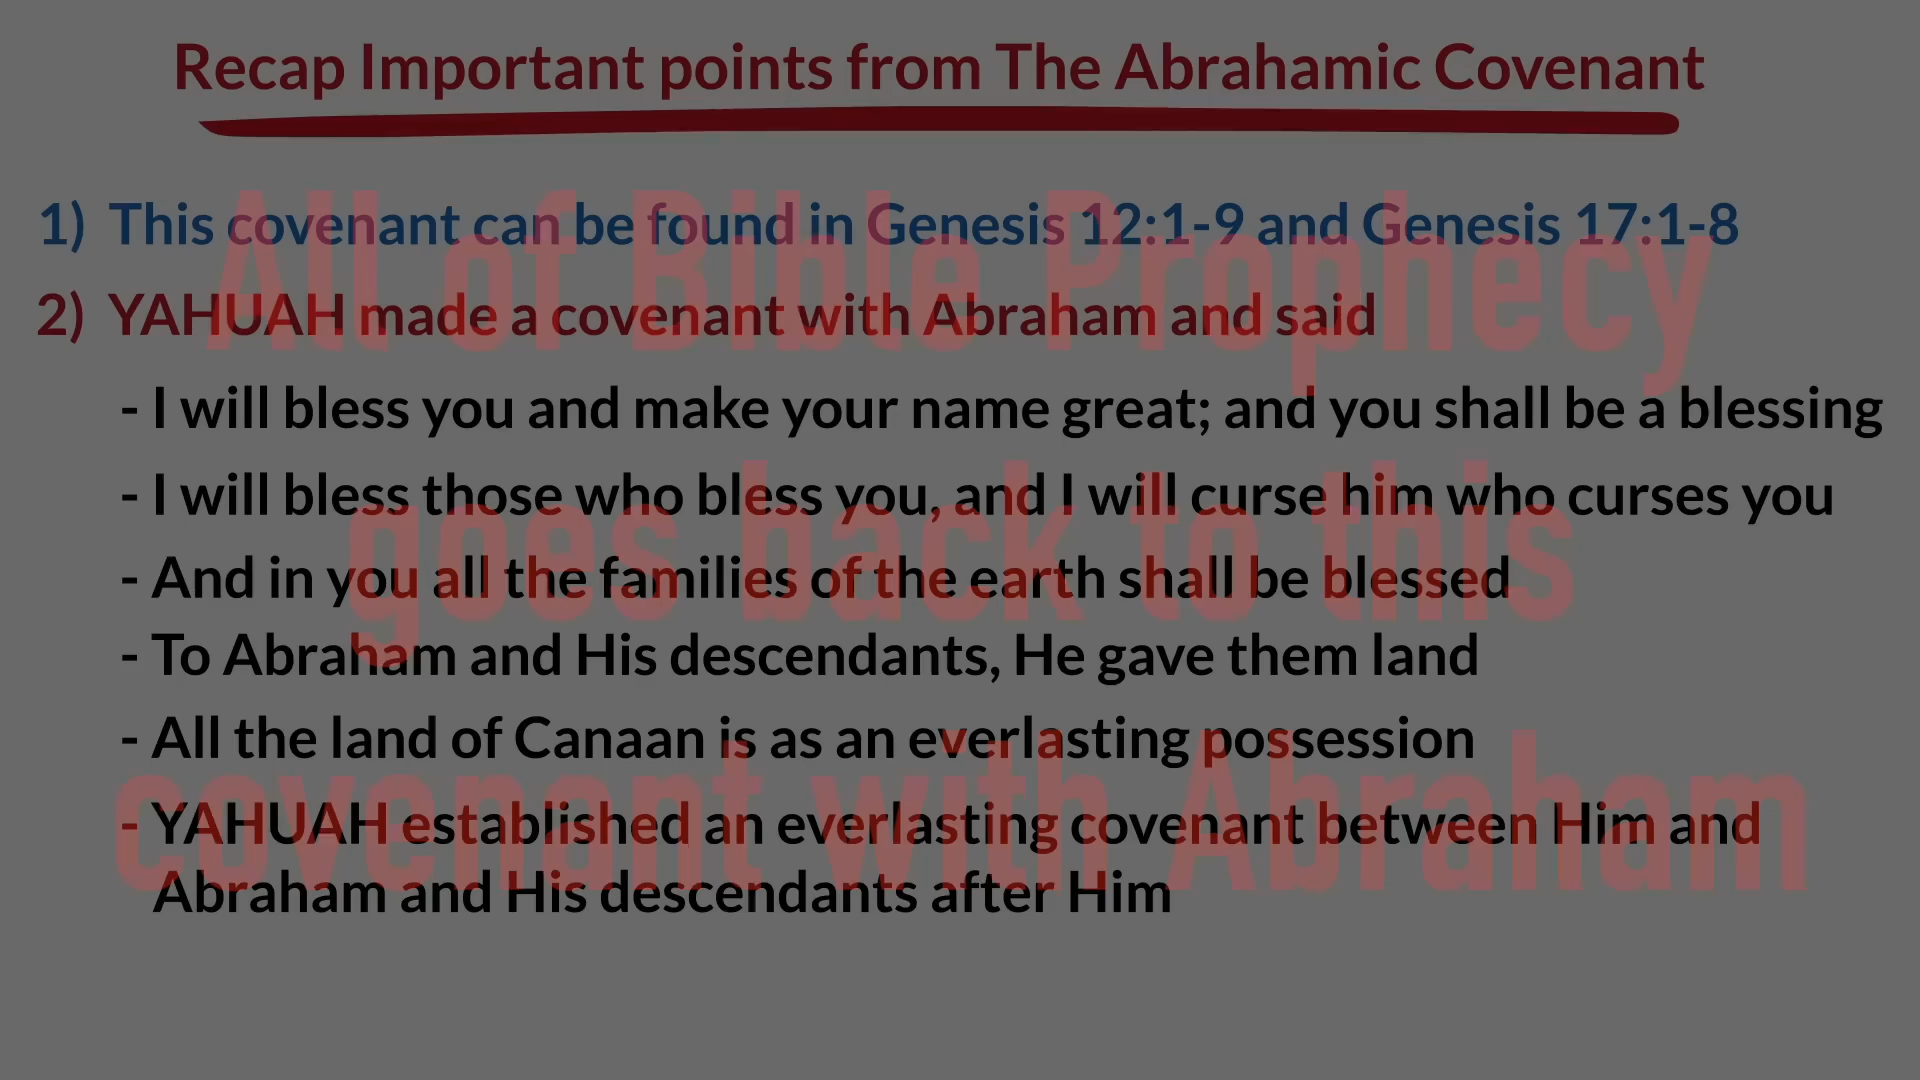 Recap Important points from The Abrahamic Covenant
1) This covenant can be found in Genesis 12:1-9 and Genesis 17:1-8
2) YAHUAH made a covenant with Abraham and said
- I will bless you and make your name great; and you shall be a blessing
- I will bless those who bless you, and I will curse him who curses you
- And in you all the families of the earth shall be blessed
- To Abraham and His descendants, He gave them land
- All the land of Canaan is as an everlasting possession
- YAHUAH established an everlasting covenant between Him and
Abraham and His descendants after Him
All of Bible Prophecy
goes back to this
covenant with Abraham